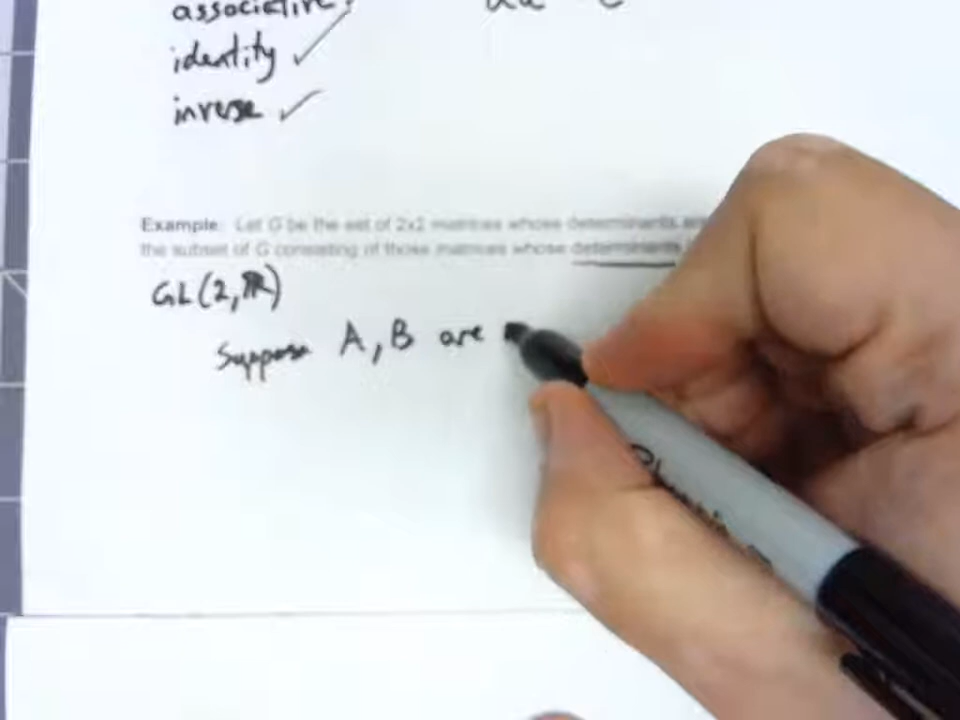 associative
identity ✓
inverse ✓
Example: Let G be the set of 2x2 matrices whose determinants are
the subset of G consisting of those matrices whose determinants
GL(2,ℝ)
Suppose A, B are